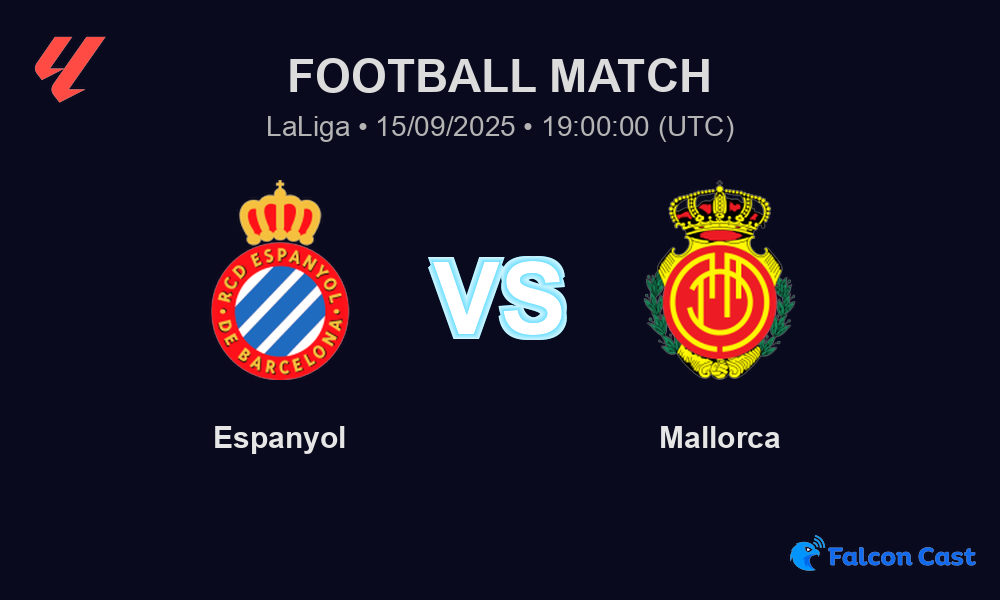 FOOTBALL MATCH
LaLiga • 15/09/2025 • 19:00:00 (UTC)
RCD ESPANYOL
DE BARCELONA
VS
Espanyol
Mallorca
Falcon Cast